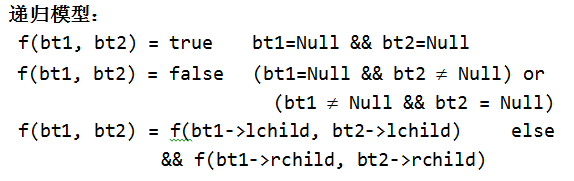 递归模型：
f(bt1, bt2) = true bt1=Null && bt2=Null
f(bt1, bt2) = false (bt1=Null && bt2 ≠ Null) or
(bt1 ≠ Null && bt2 = Null)
f(bt1, bt2) = f(bt1->lchild, bt2->lchild) else
&& f(bt1->rchild, bt2->rchild)